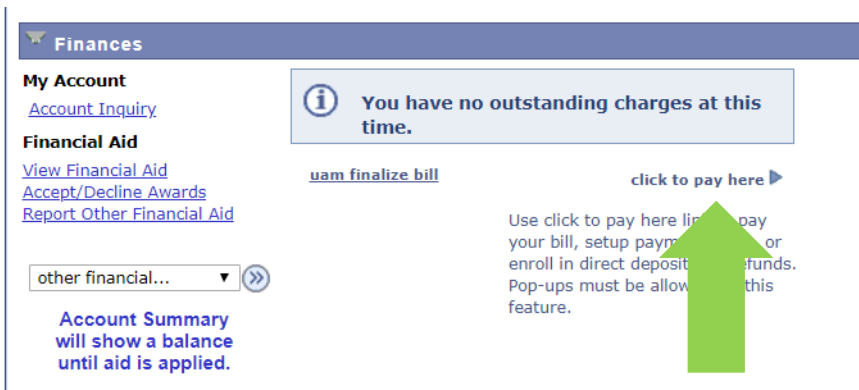 Finances
My Account
Account Inquiry
Financial Aid
View Financial Aid
Accept/Decline Awards
Report Other Financial Aid
other financial...
Account Summary
will show a balance
until aid is applied.
You have no outstanding charges at this
time.
uam finalize bill
click to pay here
Use click to pay here pay
your bill, setup or
enroll in direct deposit
Pop-ups must be this
feature.